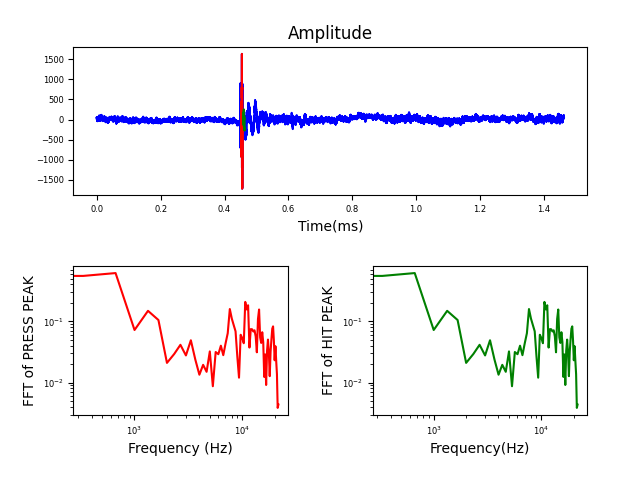 Amplitude
1500
1000
500
0
−500
−1000
−1500
0.0 0.2 0.4 0.6 0.8 1.0 1.2 1.4
Time(ms)
FFT of PRESS PEAK
10⁻¹
10⁻²
10³ 10⁴
Frequency (Hz)
FFT of HIT PEAK
10⁻¹
10⁻²
10³ 10⁴
Frequency(Hz)